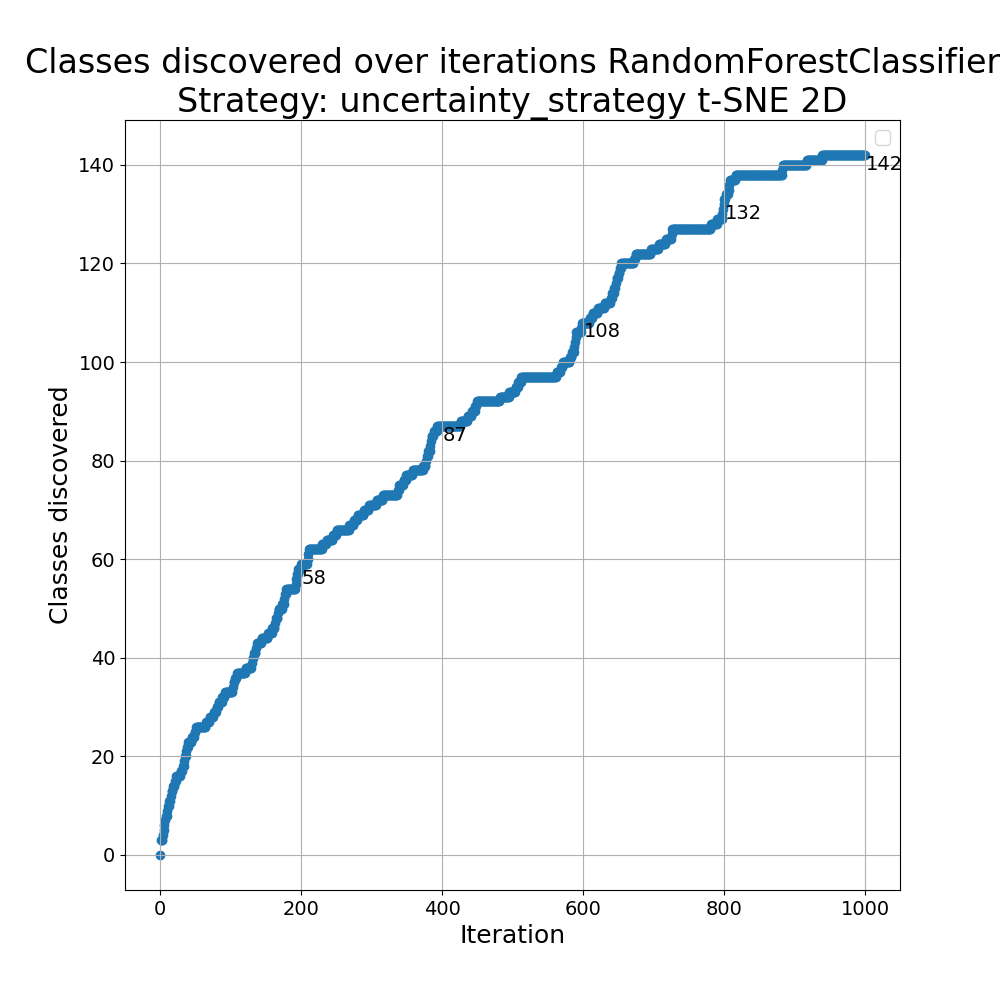 Classes discovered over iterations RandomForestClassifier
Strategy: uncertainty_strategy t-SNE 2D
140
120
100
80
60
40
20
0
Classes discovered
142
132
108
87
58
0 200 400 600 800 1000
Iteration